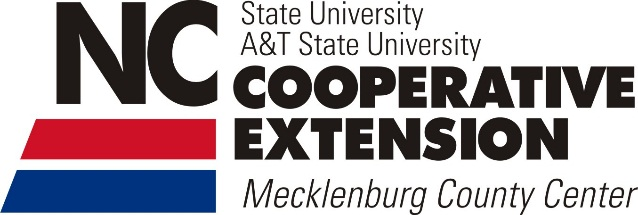 NC State University
A&T State University
COOPERATIVE
EXTENSION
Mecklenburg County Center